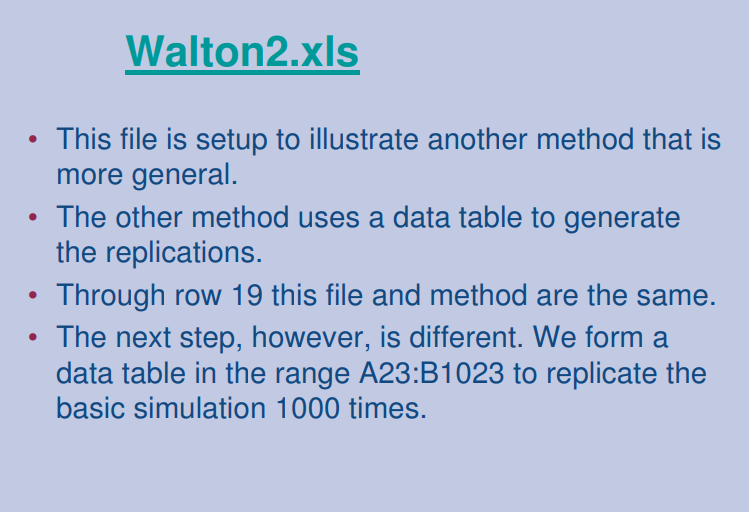 Walton2.xls
• This file is setup to illustrate another method that is
more general.
• The other method uses a data table to generate
the replications.
• Through row 19 this file and method are the same.
• The next step, however, is different. We form a
data table in the range A23:B1023 to replicate the
basic simulation 1000 times.